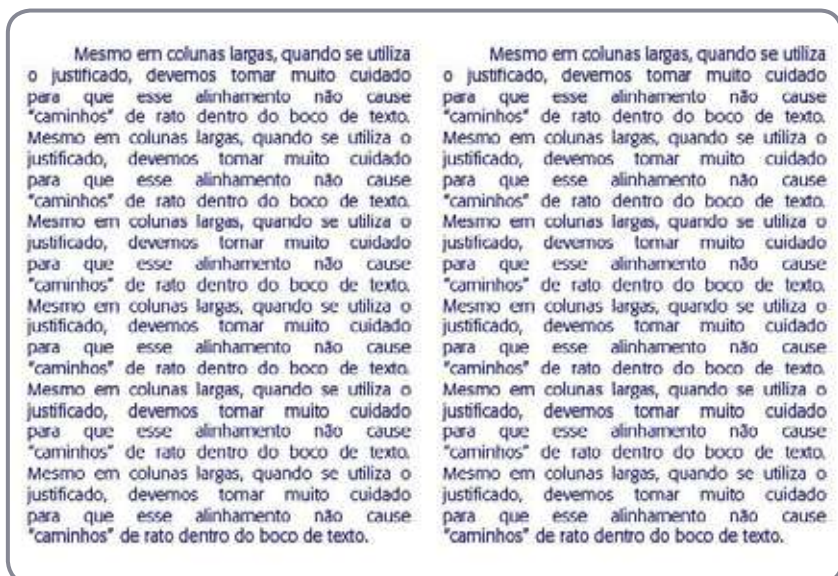 Mesmo em colunas largas, quando se utiliza
o justificado, devemos tomar muito cuidado
para que esse alinhamento não cause
"caminhos" de rato dentro do boco de texto.
Mesmo em colunas largas, quando se utiliza o
justificado, devemos tomar muito cuidado
para que esse alinhamento não cause
"caminhos" de rato dentro do boco de texto.
Mesmo em colunas largas, quando se utiliza o
justificado, devemos tomar muito cuidado
para que esse alinhamento não cause
"caminhos" de rato dentro do boco de texto.
Mesmo em colunas largas, quando se utiliza o
justificado, devemos tomar muito cuidado
para que esse alinhamento não cause
"caminhos" de rato dentro do boco de texto.
Mesmo em colunas largas, quando se utiliza o
justificado, devemos tomar muito cuidado
para que esse alinhamento não cause
"caminhos" de rato dentro do boco de texto.
Mesmo em colunas largas, quando se utiliza o
justificado, devemos tomar muito cuidado
para que esse alinhamento não cause
"caminhos" de rato dentro do boco de texto.
Mesmo em colunas largas, quando se utiliza
o justificado, devemos tomar muito cuidado
para que esse alinhamento não cause
"caminhos" de rato dentro do boco de texto.
Mesmo em colunas largas, quando se utiliza o
justificado, devemos tomar muito cuidado
para que esse alinhamento não cause
"caminhos" de rato dentro do boco de texto.
Mesmo em colunas largas, quando se utiliza o
justificado, devemos tomar muito cuidado
para que esse alinhamento não cause
"caminhos" de rato dentro do boco de texto.
Mesmo em colunas largas, quando se utiliza o
justificado, devemos tomar muito cuidado
para que esse alinhamento não cause
"caminhos" de rato dentro do boco de texto.
Mesmo em colunas largas, quando se utiliza o
justificado, devemos tomar muito cuidado
para que esse alinhamento não cause
"caminhos" de rato dentro do boco de texto.
Mesmo em colunas largas, quando se utiliza o
justificado, devemos tomar muito cuidado
para que esse alinhamento não cause
"caminhos" de rato dentro do boco de texto.